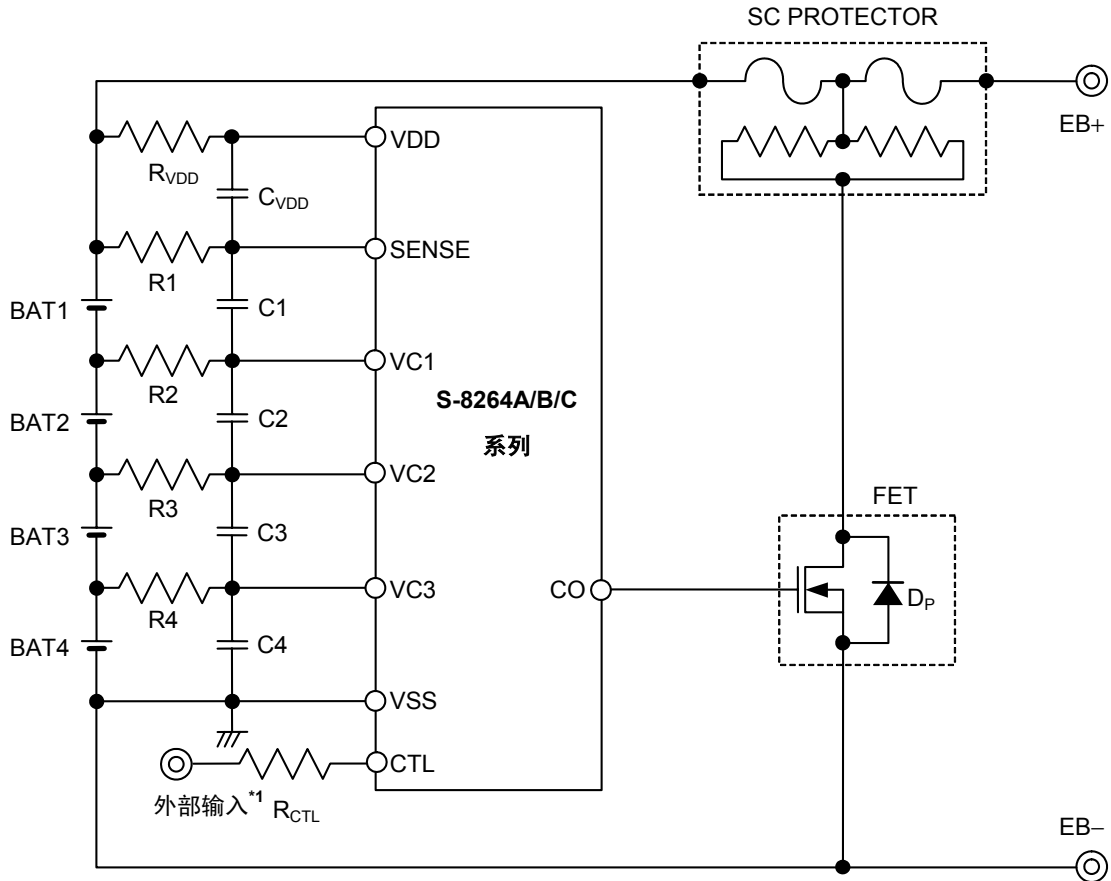 SC PROTECTOR
EB+
VDD
RVDD
CVDD
SENSE
R1
BAT1
C1
VC1
R2
S-8264A/B/C
系列
BAT2
C2
VC2
R3
FET
BAT3
C3
VC3
CO
DP
R4
BAT4
C4
VSS
CTL
外部输入*1 RCTL
EB−